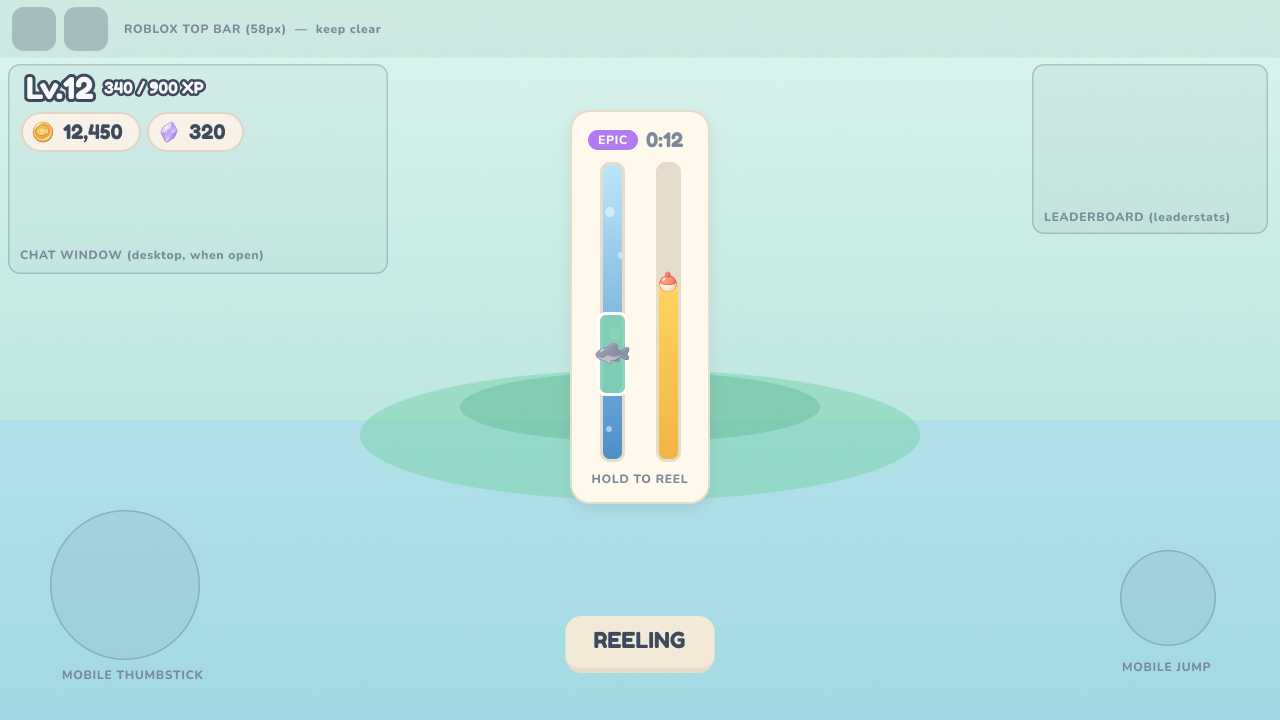 ROBLOX TOP BAR (58px) — keep clear
Lv.12 340 / 900 XP
12,450 320
CHAT WINDOW (desktop, when open)
LEADERBOARD (leaderstats)
EPIC 0:12
HOLD TO REEL
REELING
MOBILE THUMBSTICK
MOBILE JUMP